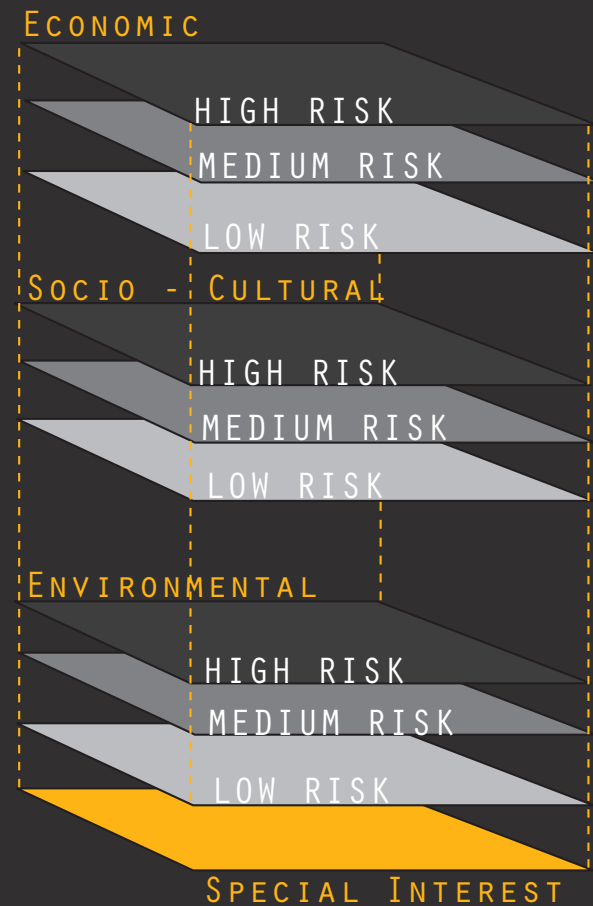 Economic
HIGH RISK
MEDIUM RISK
LOW RISK
Socio - Cultural
HIGH RISK
MEDIUM RISK
LOW RISK
Environmental
HIGH RISK
MEDIUM RISK
LOW RISK
Special Interest